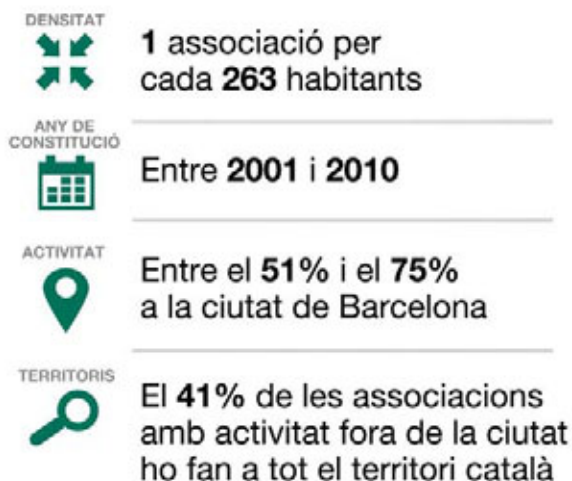 DENSITAT
1 associació per
cada 263 habitants
ANY DE
CONSTITUCIÓ
Entre 2001 i 2010
ACTIVITAT
Entre el 51% i el 75%
a la ciutat de Barcelona
TERRITORIS
El 41% de les associacions
amb activitat fora de la ciutat
ho fan a tot el territori català